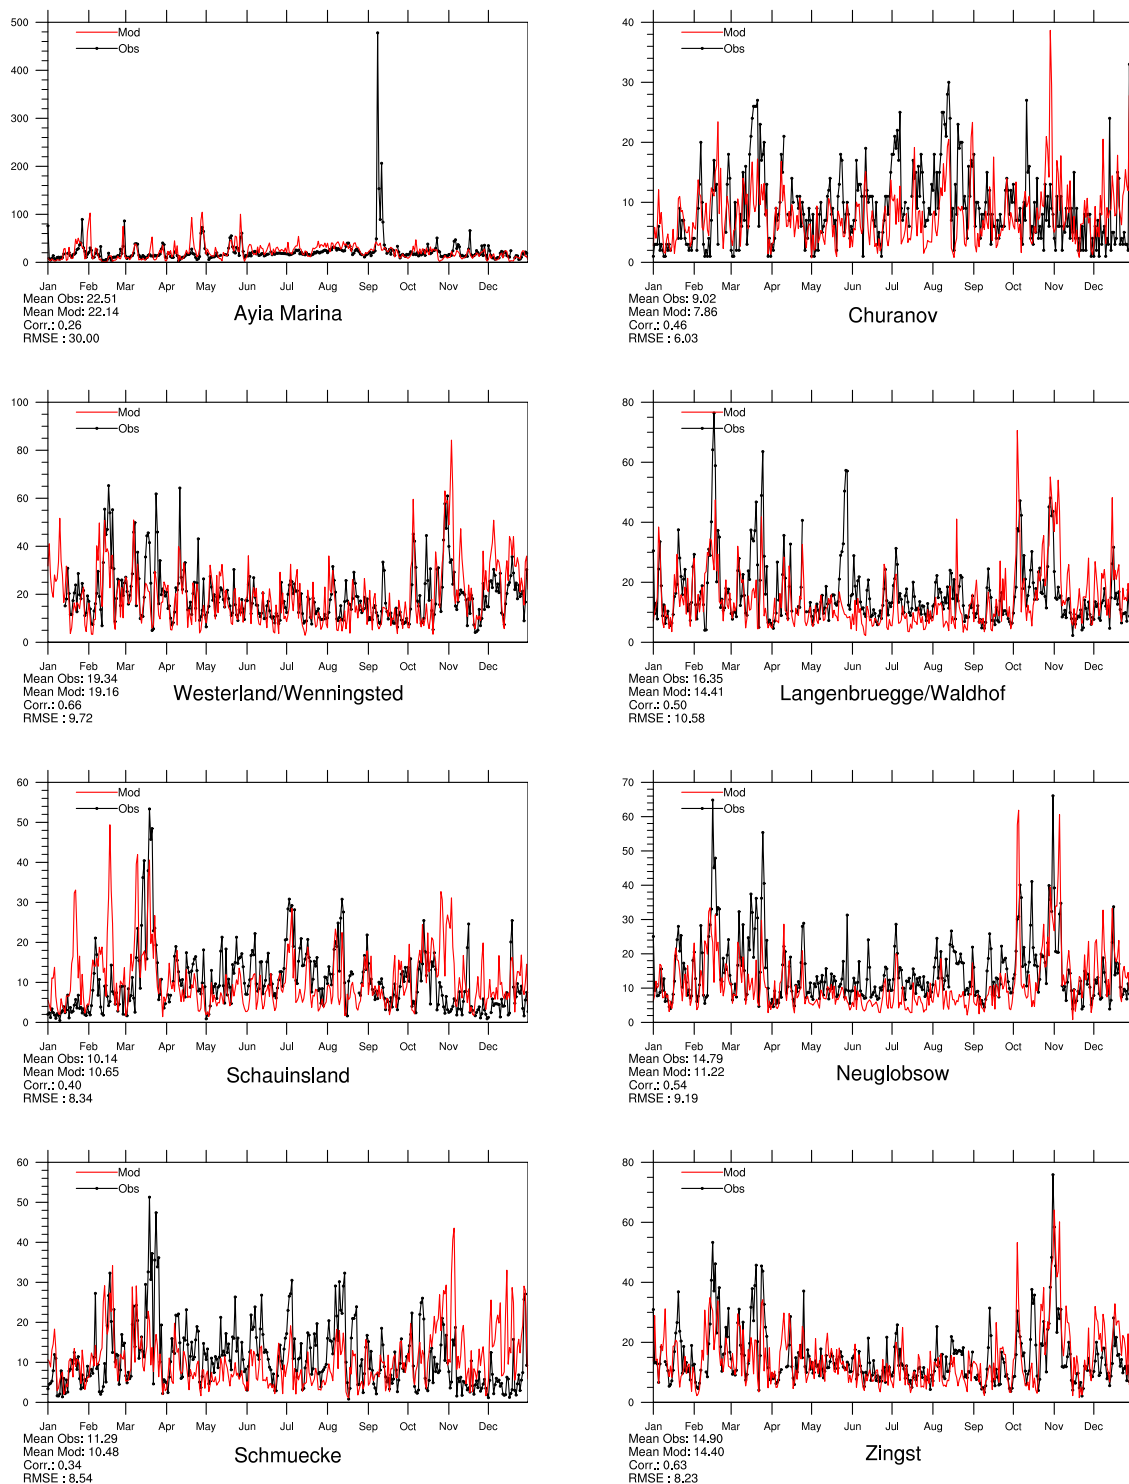 500
400
300
200
100
0
Mod
Obs
Jan Feb Mar Apr May Jun Jul Aug Sep Oct Nov Dec
Mean Obs: 22.51
Mean Mod: 22.14
Corr.: 0.26
RMSE : 30.00
Ayia Marina
40
30
20
10
0
Mod
Obs
Jan Feb Mar Apr May Jun Jul Aug Sep Oct Nov Dec
Mean Obs: 9.02
Mean Mod: 7.86
Corr.: 0.46
RMSE : 6.03
Churanov
100
80
60
40
20
0
Mod
Obs
Jan Feb Mar Apr May Jun Jul Aug Sep Oct Nov Dec
Mean Obs: 19.34
Mean Mod: 19.16
Corr.: 0.66
RMSE : 9.72
Westerland/Wenningsted
80
60
40
20
0
Mod
Obs
Jan Feb Mar Apr May Jun Jul Aug Sep Oct Nov Dec
Mean Obs: 16.35
Mean Mod: 14.41
Corr.: 0.50
RMSE : 10.58
Langenbruegge/Waldhof
60
50
40
30
20
10
0
Mod
Obs
Jan Feb Mar Apr May Jun Jul Aug Sep Oct Nov Dec
Mean Obs: 10.14
Mean Mod: 10.65
Corr.: 0.40
RMSE : 8.34
Schauinsland
70
60
50
40
30
20
10
0
Mod
Obs
Jan Feb Mar Apr May Jun Jul Aug Sep Oct Nov Dec
Mean Obs: 14.79
Mean Mod: 11.22
Corr.: 0.54
RMSE : 9.19
Neuglobsow
60
50
40
30
20
10
0
Mod
Obs
Jan Feb Mar Apr May Jun Jul Aug Sep Oct Nov Dec
Mean Obs: 11.29
Mean Mod: 10.48
Corr.: 0.34
RMSE : 8.54
Schmuecke
80
60
40
20
0
Mod
Obs
Jan Feb Mar Apr May Jun Jul Aug Sep Oct Nov Dec
Mean Obs: 14.90
Mean Mod: 14.40
Corr.: 0.63
RMSE : 8.23
Zingst